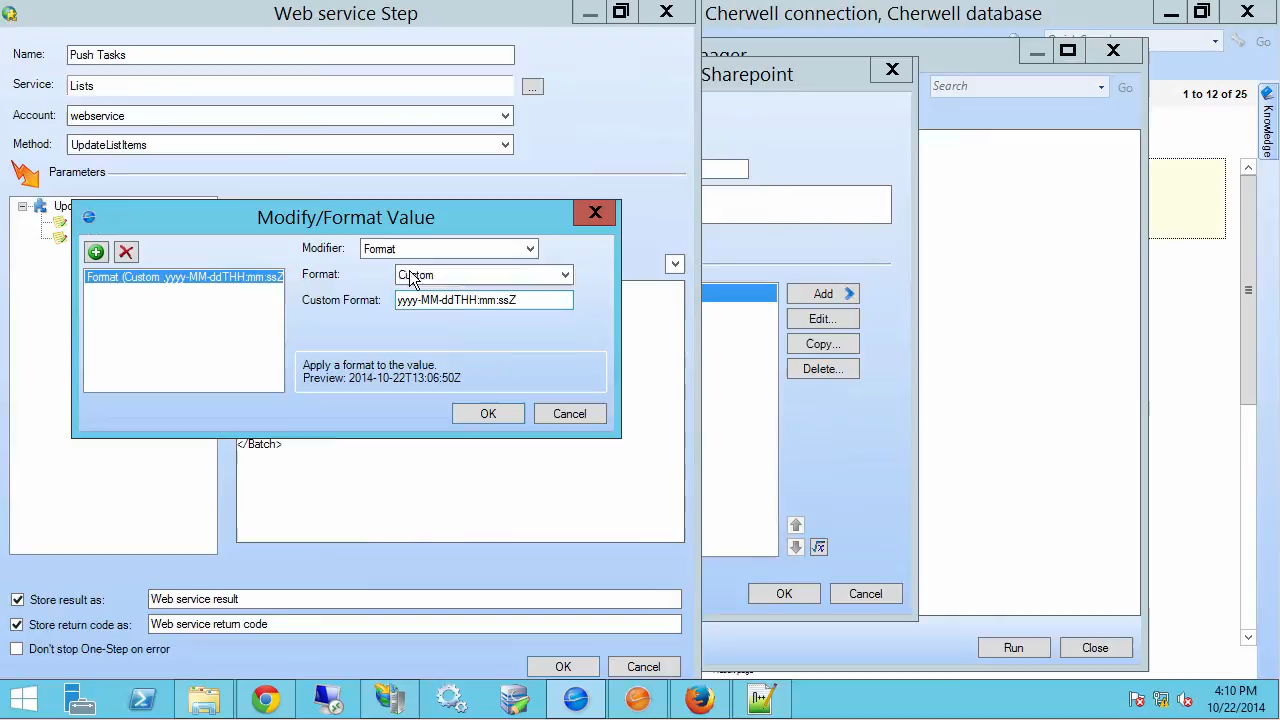 Web service Step
Cherwell connection, Cherwell database
Name:
Push Tasks
Service:
Lists
...
Account:
webservice
Method:
UpdateListItems
Parameters
Modify/Format Value
Modifier:
Format
Format:
Custom
Custom Format:
yyyy-MM-ddTHH:mm:ssZ
Format (Custom ,yyyy-MM-ddTHH:mm:ssZ
Apply a format to the value.
Preview: 2014-10-22T13:06:50Z
OK
Cancel
</Batch>
Store result as:
Web service result
Store return code as:
Web service return code
Don't stop One-Step on error
OK
Cancel
Sharepoint
Add
Edit...
Copy...
Delete...
OK
Cancel
Search
Go
Go
1 to 12 of 25
Knowledge
Run
Close
4:10 PM
10/22/2014